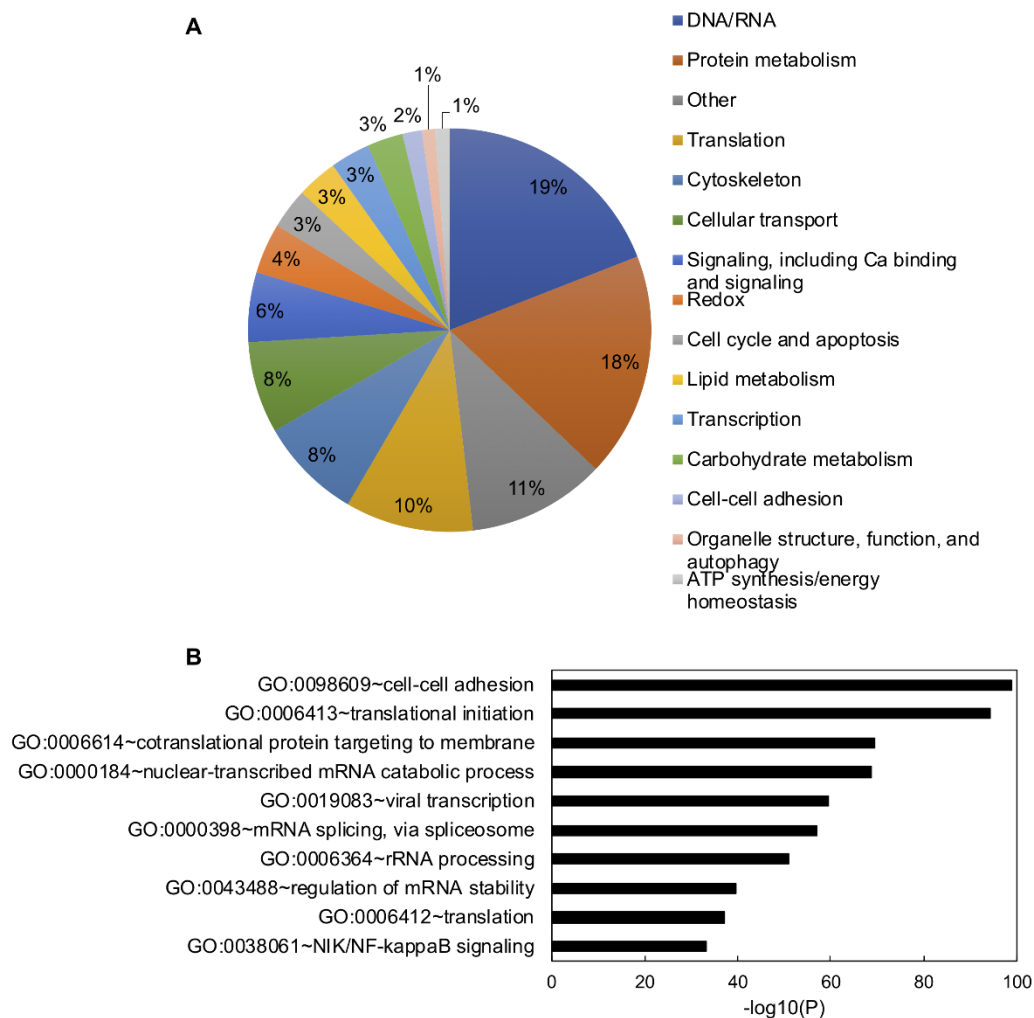 A
DNA/RNA
Protein metabolism
Other
Translation
Cytoskeleton
Cellular transport
Signaling, including Ca binding
and signaling
Redox
Cell cycle and apoptosis
Lipid metabolism
Transcription
Carbohydrate metabolism
Cell-cell adhesion
Organelle structure, function, and
autophagy
ATP synthesis/energy
homeostasis
19%
18%
11%
10%
8%
8%
6%
4%
3%
3%
3%
3%
2%
1%
1%
B
GO:0098609~cell-cell adhesion
GO:0006413~translational initiation
GO:0006614~cotranslational protein targeting to membrane
GO:0000184~nuclear-transcribed mRNA catabolic process
GO:0019083~viral transcription
GO:0000398~mRNA splicing, via spliceosome
GO:0006364~rRNA processing
GO:0043488~regulation of mRNA stability
GO:0006412~translation
GO:0038061~NIK/NF-kappaB signaling
0 20 40 60 80 100
-log10(P)